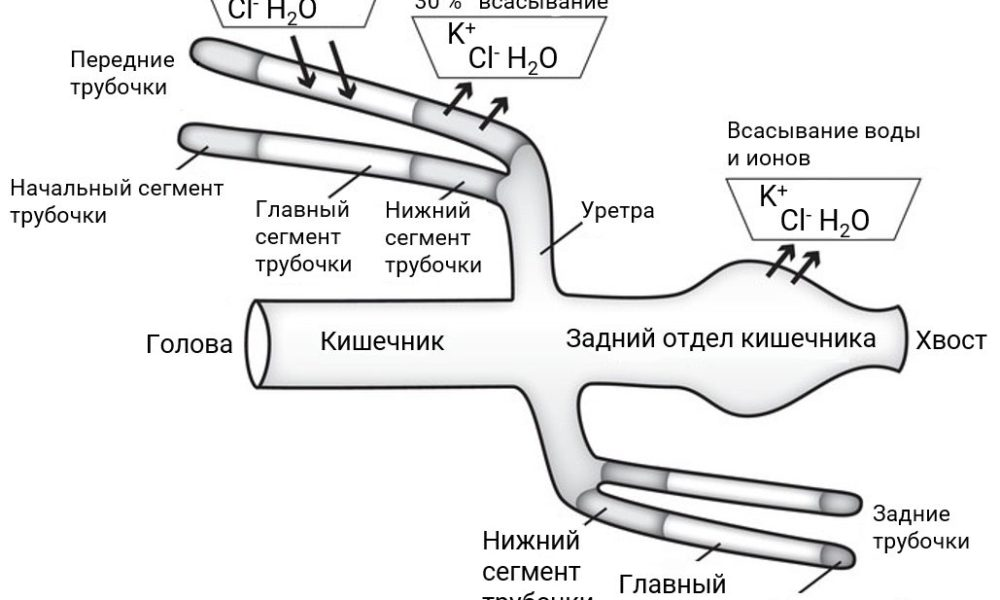 Cl⁻ H₂O
30 % всасывание
K⁺
Cl⁻ H₂O
Передние
трубочки
Всасывание воды
и ионов
K⁺
Cl⁻ H₂O
Начальный сегмент
трубочки
Главный
сегмент
трубочки
Нижний
сегмент
трубочки
Уретра
Голова
Кишечник
Задний отдел кишечника
Хвост
Задние
трубочки
Нижний
сегмент
трубочки
Главный